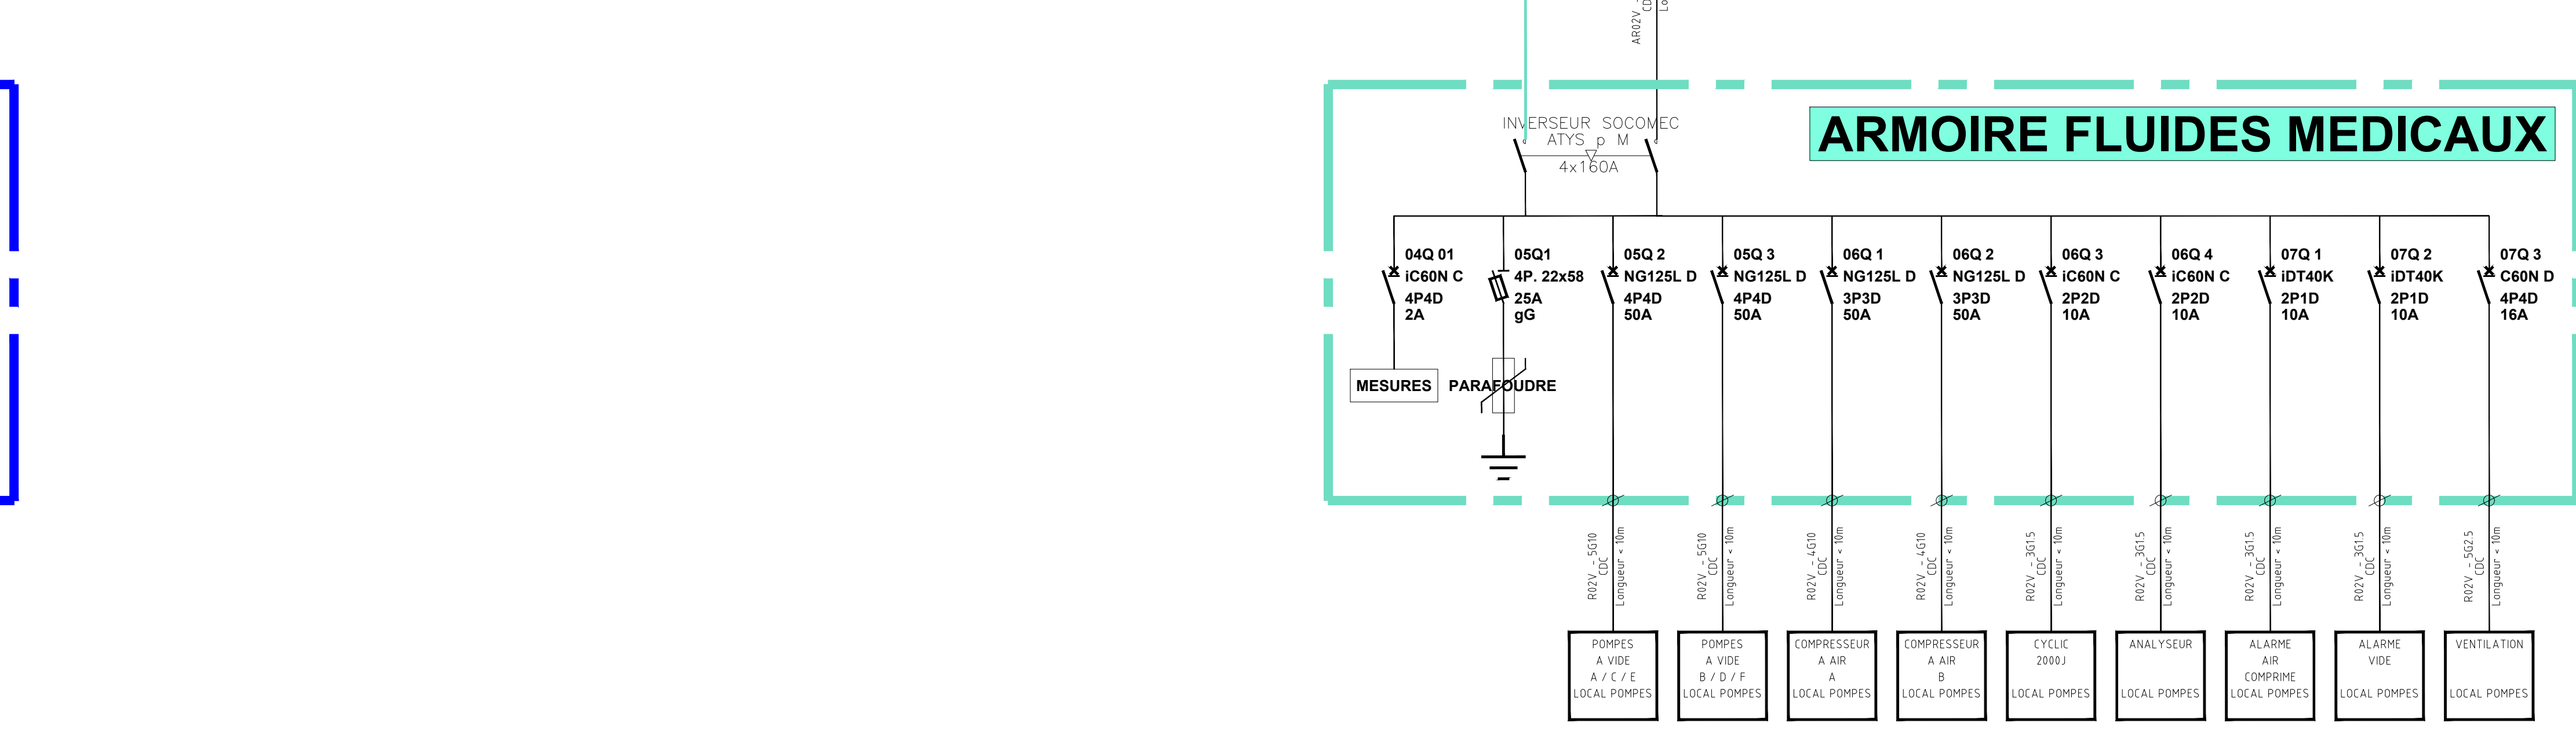 AR02V -
INVERSEUR SOCOMEC
ATYS p M
4x160A
ARMOIRE FLUIDES MEDICAUX
04Q 01
iC60N C
4P4D
2A
05Q1
4P. 22x58
25A
gG
05Q 2
NG125L D
4P4D
50A
05Q 3
NG125L D
4P4D
50A
06Q 1
NG125L D
3P3D
50A
06Q 2
NG125L D
3P3D
50A
06Q 3
iC60N C
2P2D
10A
06Q 4
iC60N C
2P2D
10A
07Q 1
iDT40K
2P1D
10A
07Q 2
iDT40K
2P1D
10A
07Q 3
C60N D
4P4D
16A
MESURES
PARAFOUDRE
R02V - 5G10
CDC
Longueur < 10m
R02V - 5G10
CDC
Longueur < 10m
R02V - 4G10
CDC
Longueur < 10m
R02V - 4G10
CDC
Longueur < 10m
R02V - 3G1.5
CDC
Longueur < 10m
R02V - 3G1.5
CDC
Longueur < 10m
R02V - 3G1.5
CDC
Longueur < 10m
R02V - 3G1.5
CDC
Longueur < 10m
R02V - 5G2.5
CDC
Longueur < 10m
POMPES
A VIDE
A / C / E
LOCAL POMPES
POMPES
A VIDE
B / D / F
LOCAL POMPES
COMPRESSEUR
A AIR
A
LOCAL POMPES
COMPRESSEUR
A AIR
B
LOCAL POMPES
CYCLIC
2000J
LOCAL POMPES
ANALYSEUR
LOCAL POMPES
ALARME
AIR
COMPRIME
LOCAL POMPES
ALARME
VIDE
LOCAL POMPES
VENTILATION
LOCAL POMPES